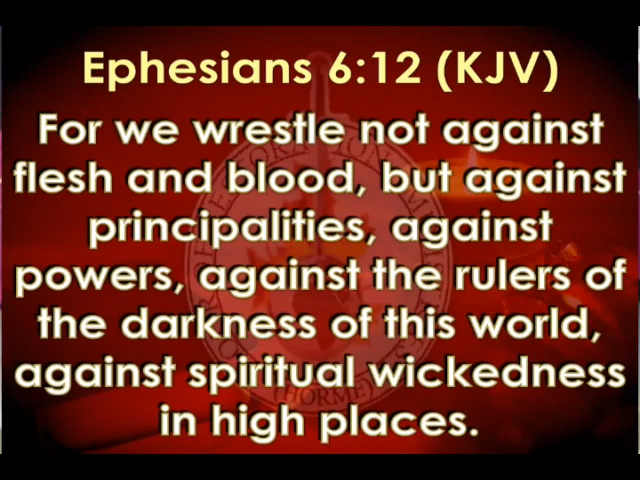 Ephesians 6:12 (KJV)
For we wrestle not against
flesh and blood, but against
principalities, against
powers, against the rulers of
the darkness of this world,
against spiritual wickedness
in high places.